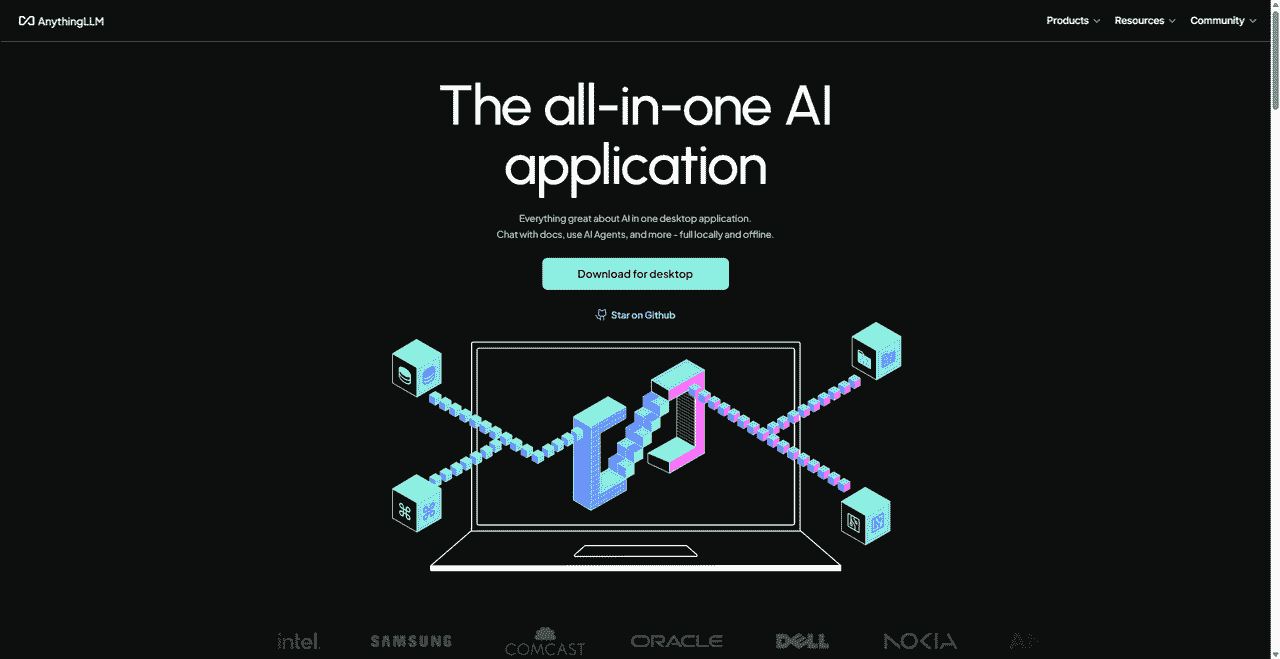 AnythingLLM
Products
Resources
Community
The all-in-one AI
application
Everything great about AI in one desktop application.
Chat with docs, use AI Agents, and more - full locally and offline.
Download for desktop
Star on Github
intel.
SAMSUNG
COMCAST
ORACLE
DELL
NOKIA